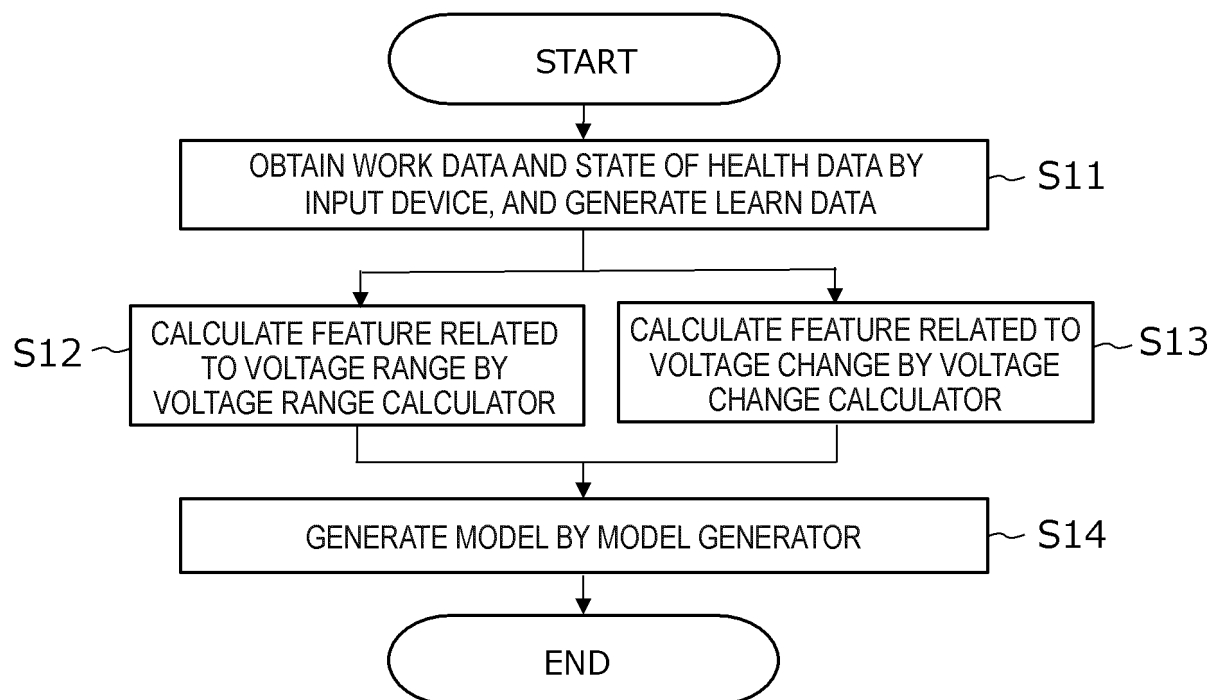 START
OBTAIN WORK DATA AND STATE OF HEALTH DATA BY
INPUT DEVICE, AND GENERATE LEARN DATA
S11
CALCULATE FEATURE RELATED
TO VOLTAGE RANGE BY
VOLTAGE RANGE CALCULATOR
S12
CALCULATE FEATURE RELATED TO
VOLTAGE CHANGE BY VOLTAGE
CHANGE CALCULATOR
S13
GENERATE MODEL BY MODEL GENERATOR
S14
END